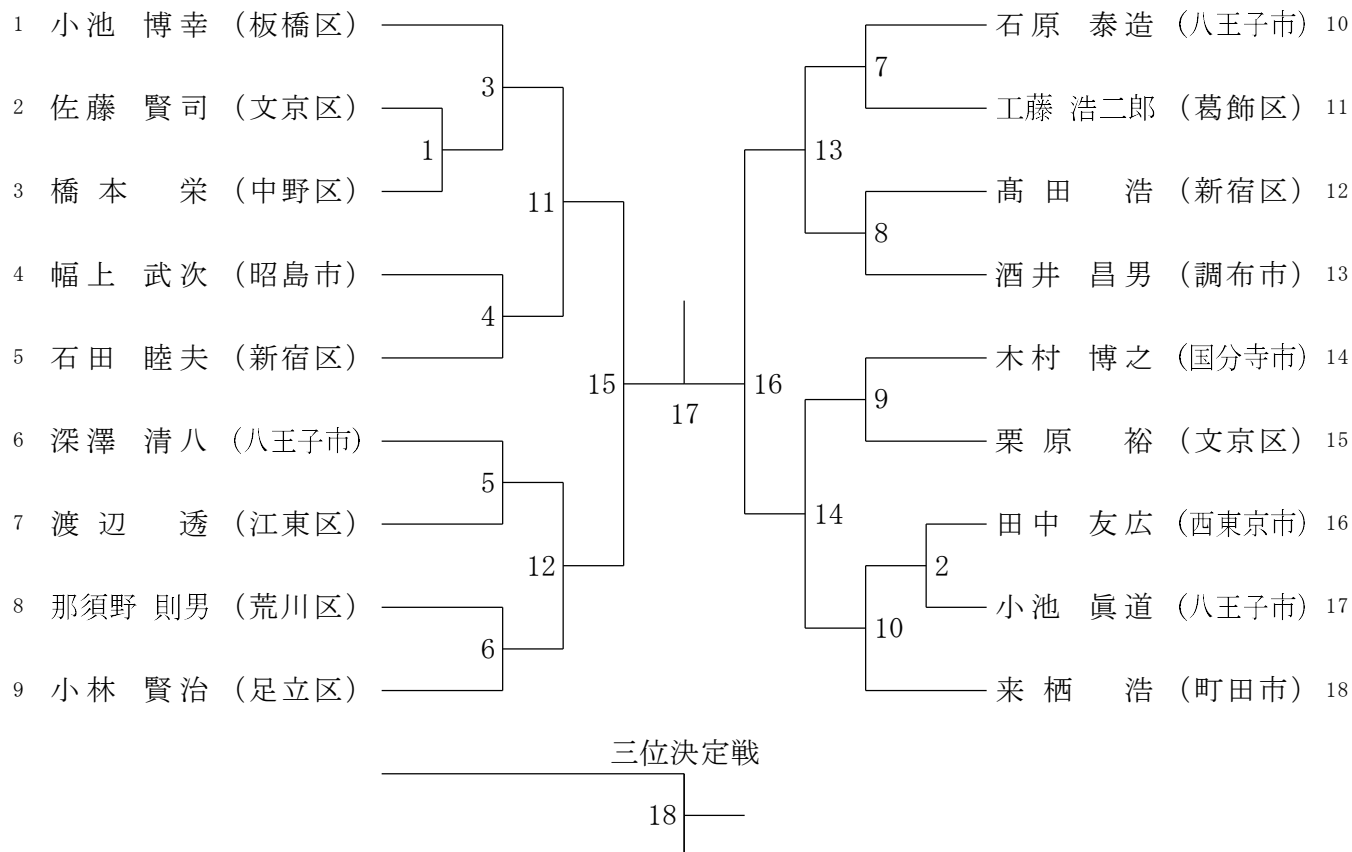 1 小池 博幸 (板橋区)
2 佐藤 賢司 (文京区)
3 橋本 栄 (中野区)
4 幅上 武次 (昭島市)
5 石田 睦夫 (新宿区)
6 深澤 清八 (八王子市)
7 渡辺 透 (江東区)
8 那須野 則男 (荒川区)
9 小林 賢治 (足立区)
3
1
11
4
15
5
12
6
17
石原 泰造 (八王子市) 10
工藤 浩二郎 (葛飾区) 11
髙田 浩 (新宿区) 12
酒井 昌男 (調布市) 13
木村 博之 (国分寺市) 14
栗原 裕 (文京区) 15
田中 友広 (西東京市) 16
小池 眞道 (八王子市) 17
来栖 浩 (町田市) 18
7
13
8
16
9
14
2
10
三位決定戦
18